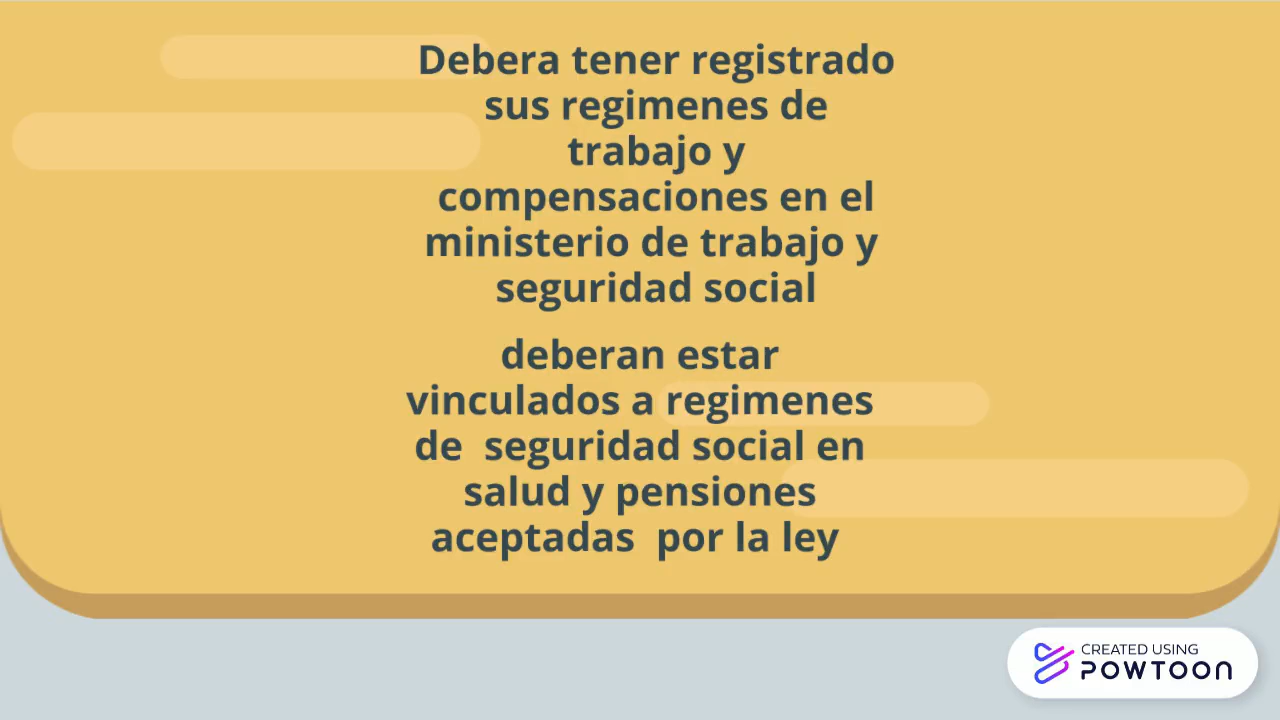 Debera tener registrado
sus regimenes de
trabajo y
compensaciones en el
ministerio de trabajo y
seguridad social
deberan estar
vinculados a regimenes
de seguridad social en
salud y pensiones
aceptadas por la ley
CREATED USING
POWTOON